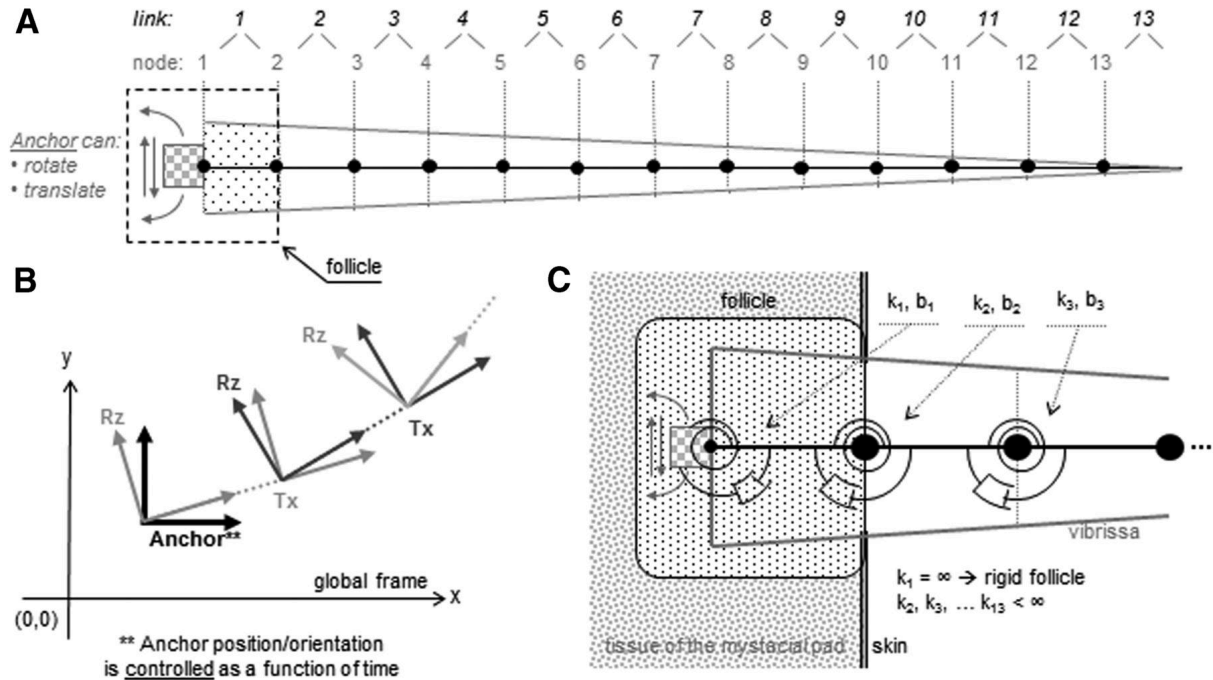 A
link: 1 2 3 4 5 6 7 8 9 10 11 12 13
node: 1 2 3 4 5 6 7 8 9 10 11 12 13
Anchor can:
• rotate
• translate
follicle
B
y
Rz
Rz
Rz
Tx
Tx
Anchor**
global frame
x
(0,0)
** Anchor position/orientation
is controlled as a function of time
C
follicle
k₁, b₁
k₂, b₂
k₃, b₃
...
vibrissa
k₁ = ∞ → rigid follicle
k₂, k₃, ... k₁₃ < ∞
tissue of the mystacial pad
skin